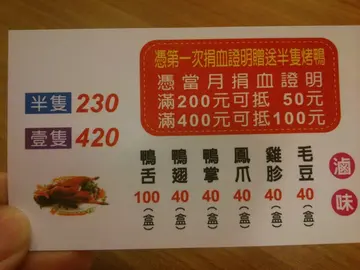 憑第一次捐血證明贈送半隻烤鴨
憑當月捐血證明
滿200元可抵 50元
滿400元可抵100元
半隻 230
壹隻 420
鴨舌 100(盒)
鴨翅 40(盒)
鴨掌 40(盒)
鳳爪 40(盒)
雞胗 40(盒)
毛豆 40(盒)
滷味